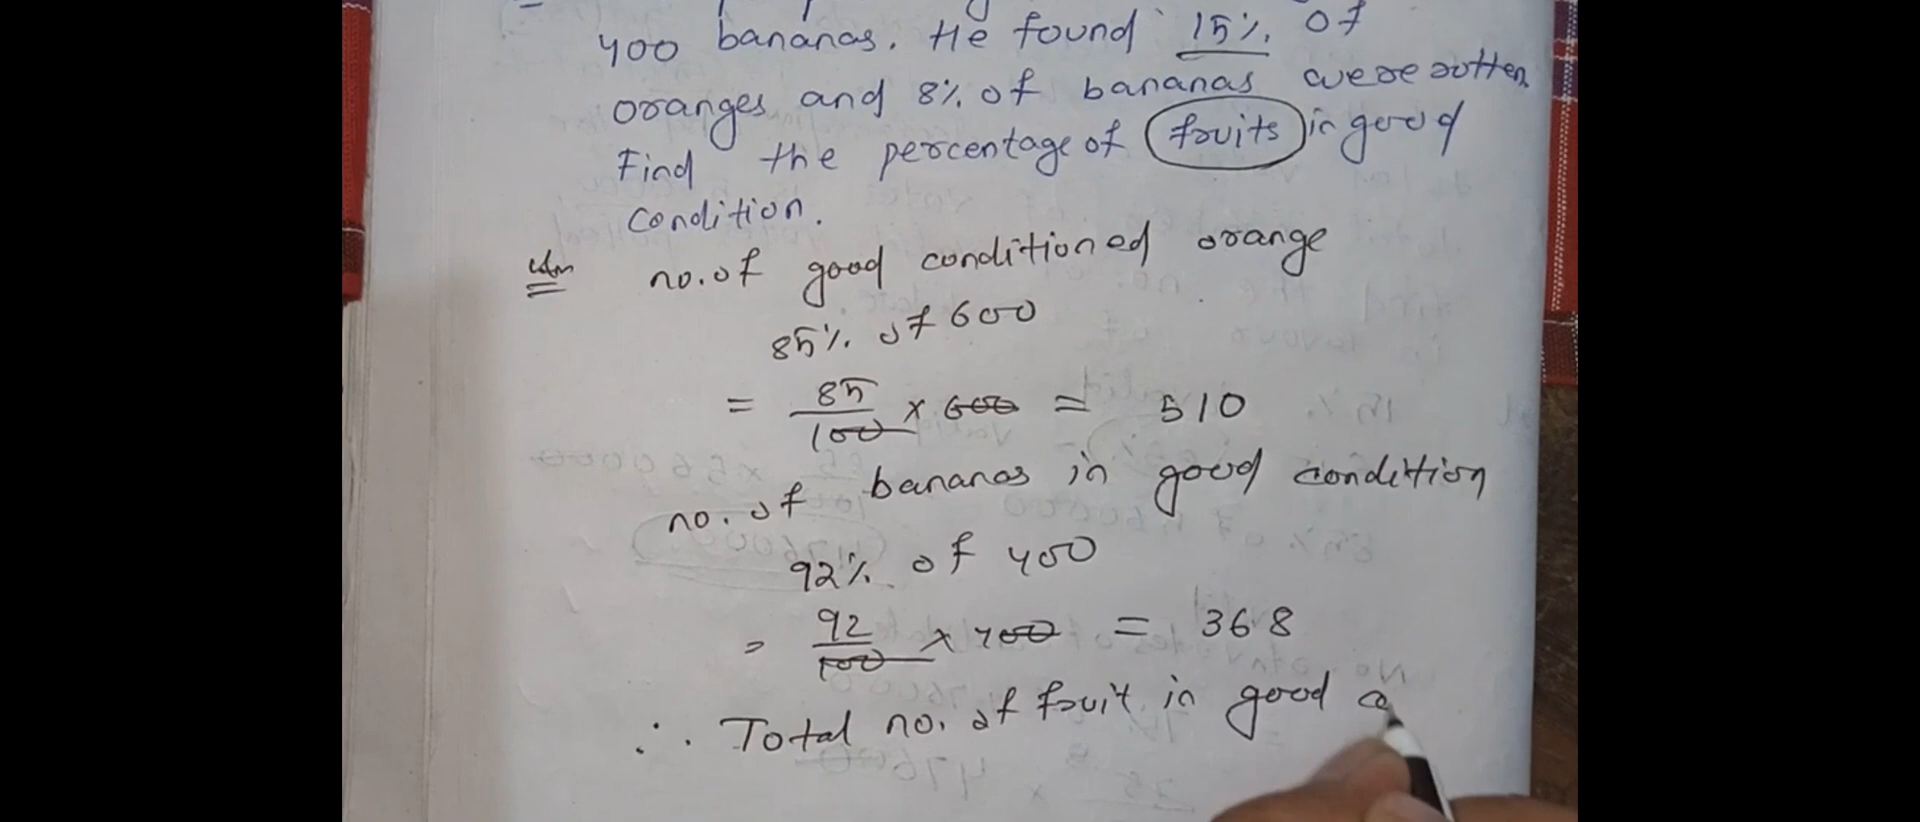 400 bananas. He found 15% of
oranges and 8% of bananas were rotten
Find the percentage of fruits in good
condition.
no. of good conditioned orange
85% of 600
= 85/100 × 600 = 510
no. of bananas in good condition
92% of 400
= 92/100 × 400 = 368
∴ Total no. of fruit in good co